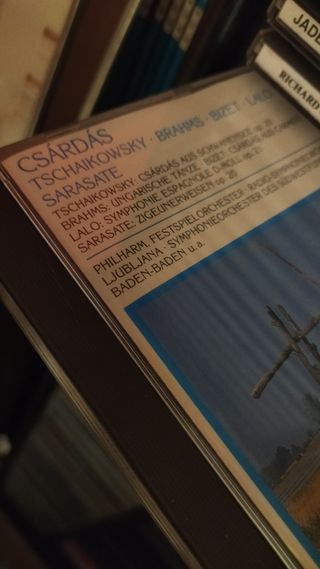 CSÁRDÁS
TSCHAIKOWSKY · BRAHMS · BIZET · LALO
SARASATE
TSCHAIKOWSKY: CSÁRDÁS AUS SCHWANENSEE op. 20
BRAHMS: UNGARISCHE TÄNZE · BIZET: CSÁRDÁS AUS CARMEN
LALO: SYMPHONIE ESPAGNOLE D-MOLL op. 21
SARASATE: ZIGEUNERWEISEN op. 20
PHILHARM. FESTSPIELORCHESTER · RADIO-SYMPHONIEORCHESTER
LJUBLJANA · SYMPHONIEORCHESTER DES SÜDWESTFUNKS
BADEN-BADEN u.a.
JADE
RICHARD